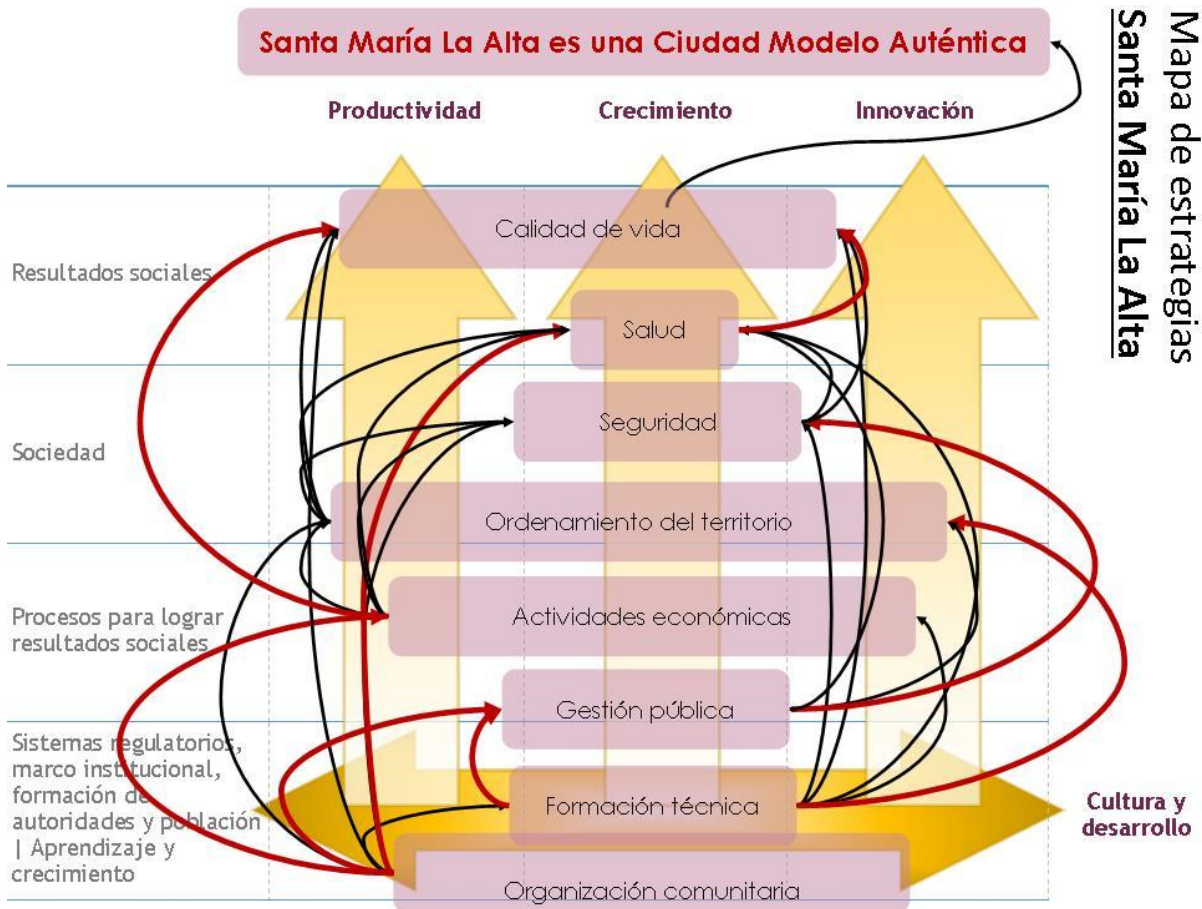 Santa María La Alta es una Ciudad Modelo Auténtica
Mapa de estrategias
Santa María La Alta
Productividad
Crecimiento
Innovación
Calidad de vida
Resultados sociales
Salud
Seguridad
Sociedad
Ordenamiento del territorio
Actividades económicas
Procesos para lograr
resultados sociales
Gestión pública
Sistemas regulatorios,
marco institucional,
formación de
autoridades y población
| Aprendizaje y
crecimiento
Formación técnica
Cultura y
desarrollo
Organización comunitaria